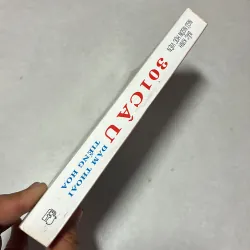 301 CÂU
ĐÀM THOẠI
TIẾNG HOA